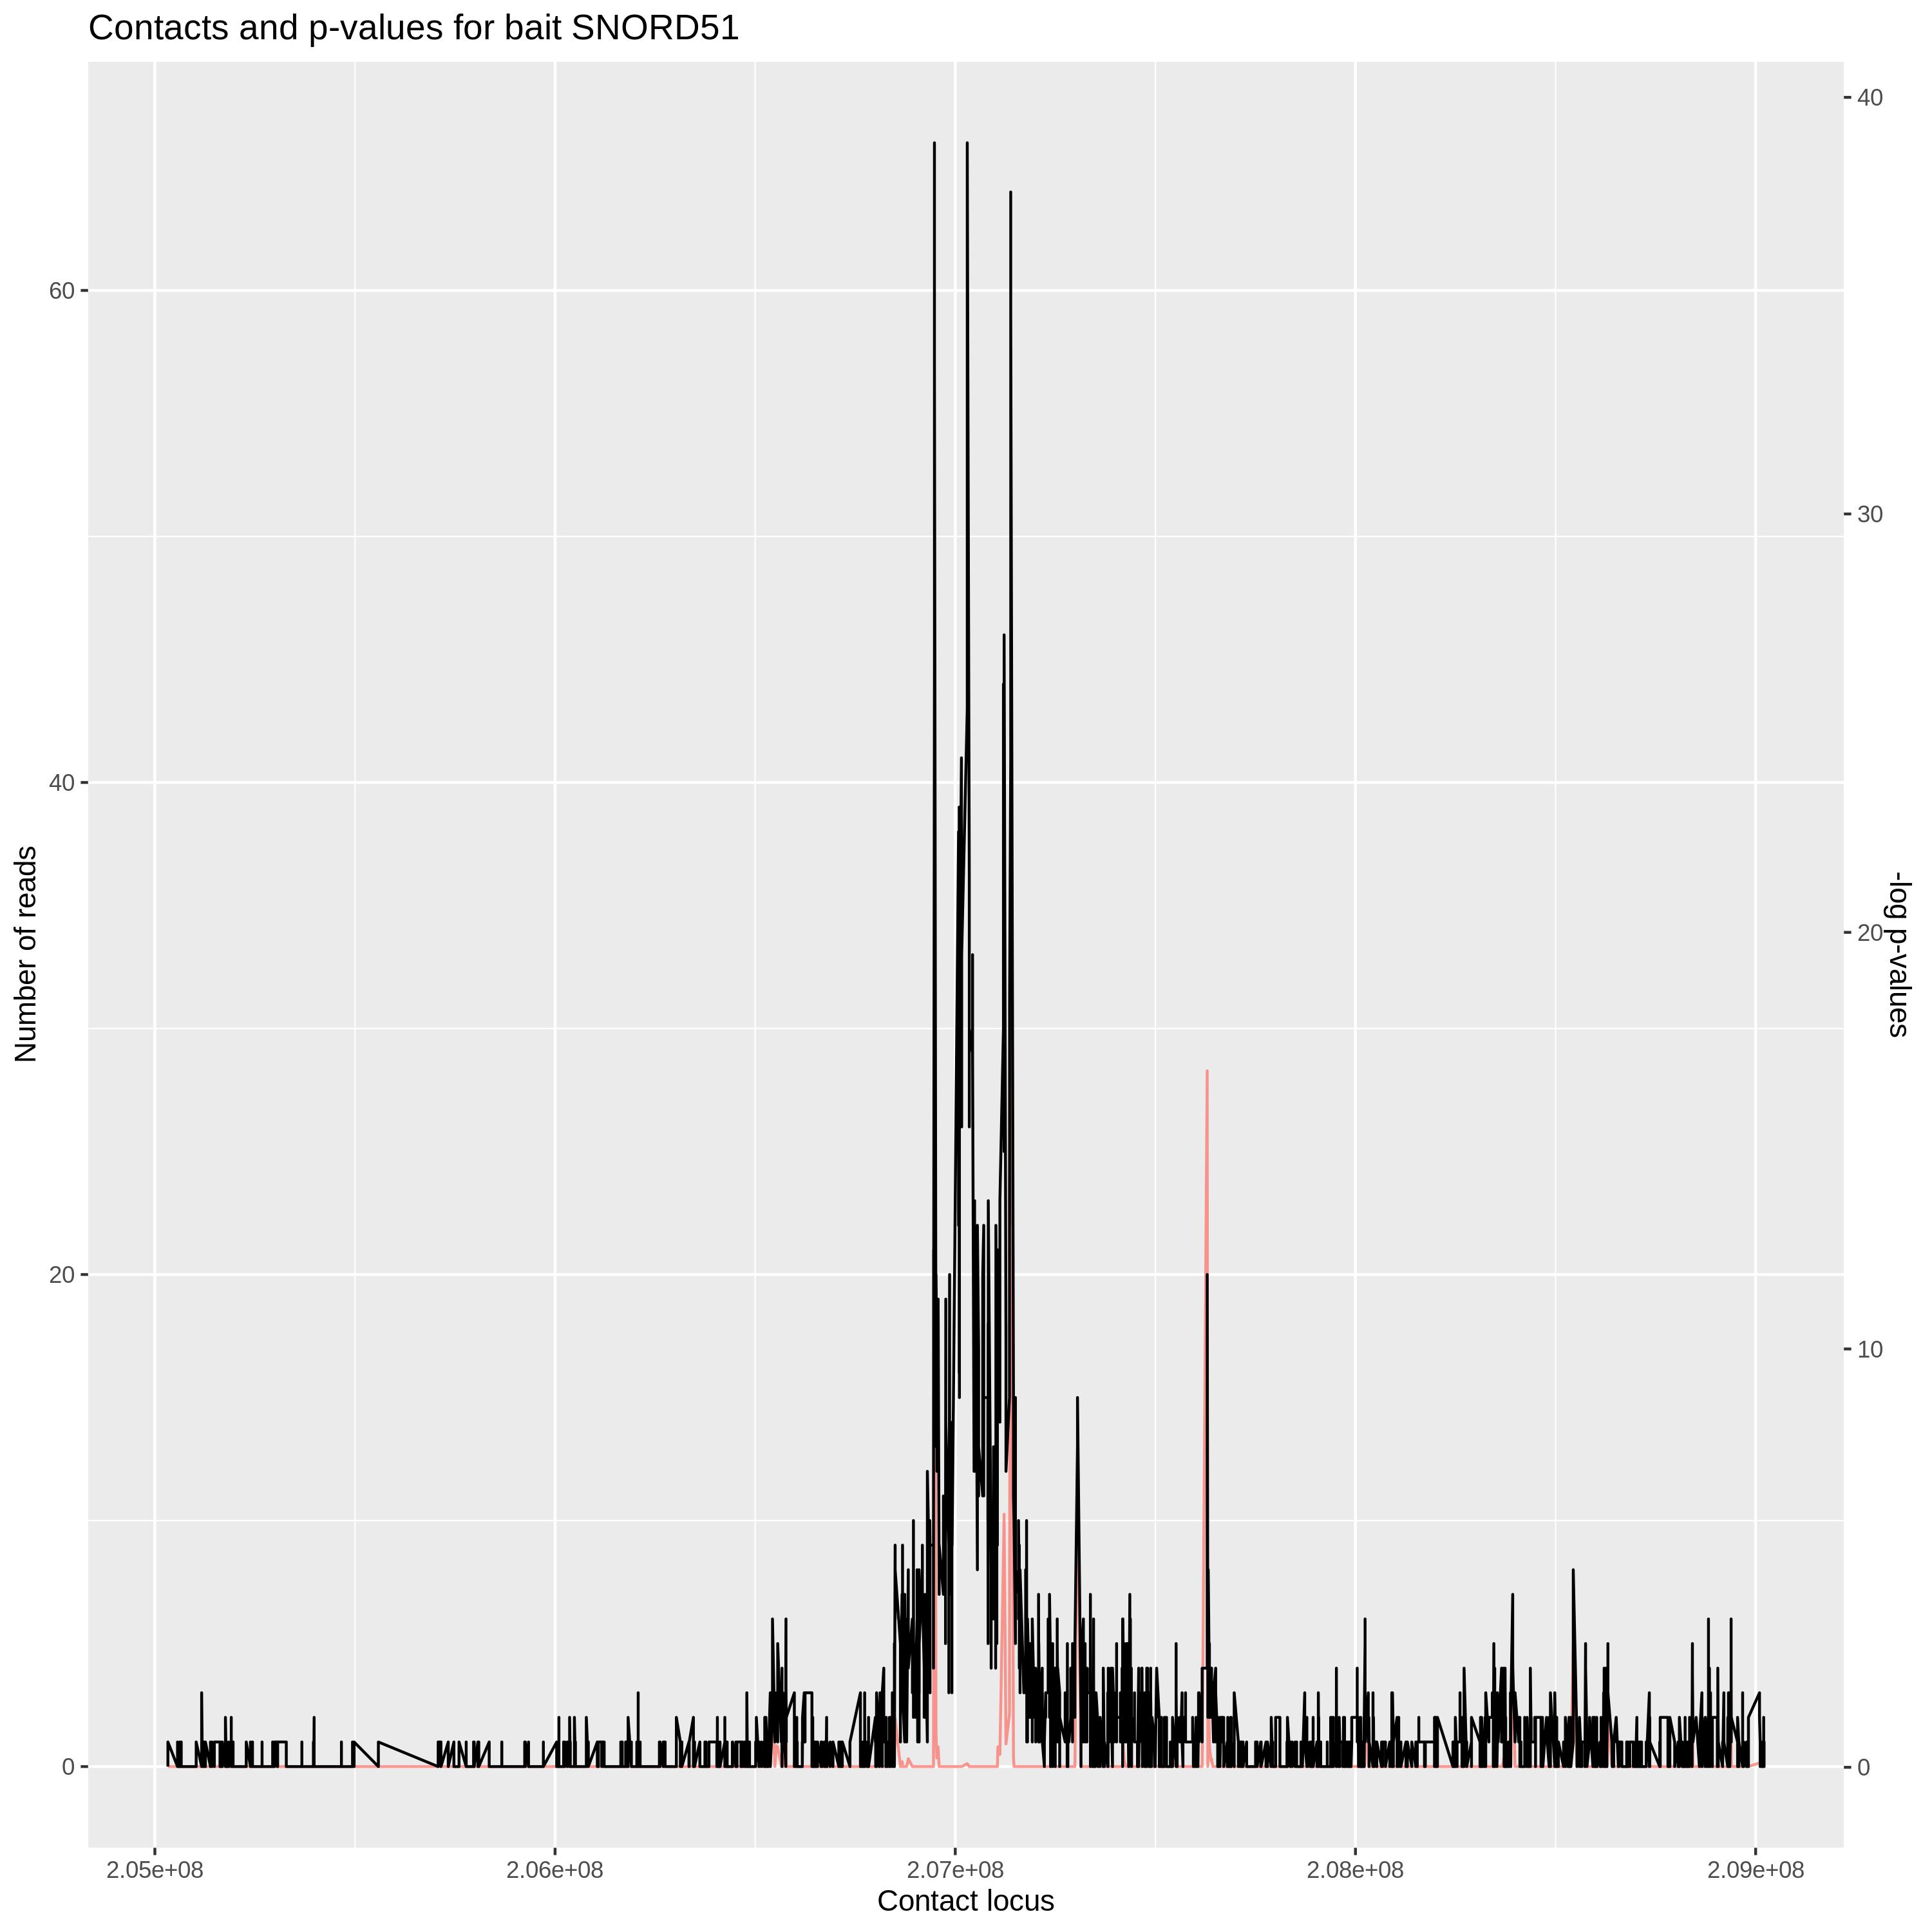 Contacts and p-values for bait SNORD51
40
60
30
40
20
20
10
0
0
Number of reads
-log p-values
2.05e+08
2.06e+08
2.07e+08
2.08e+08
2.09e+08
Contact locus